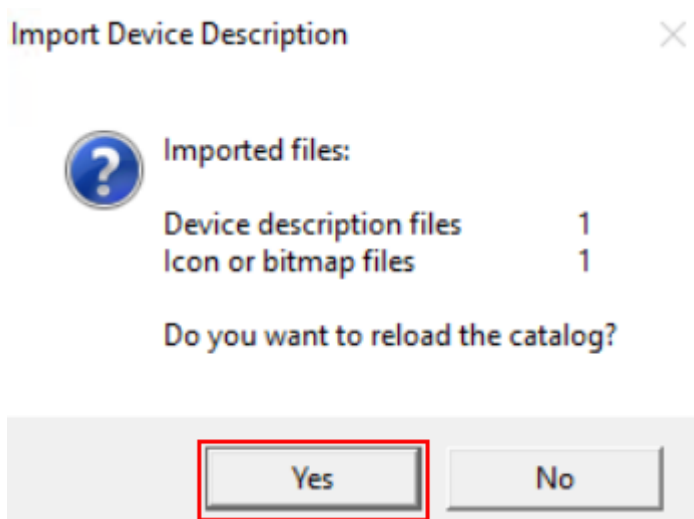 Import Device Description
Imported files:
Device description files 1
Icon or bitmap files 1
Do you want to reload the catalog?
Yes No